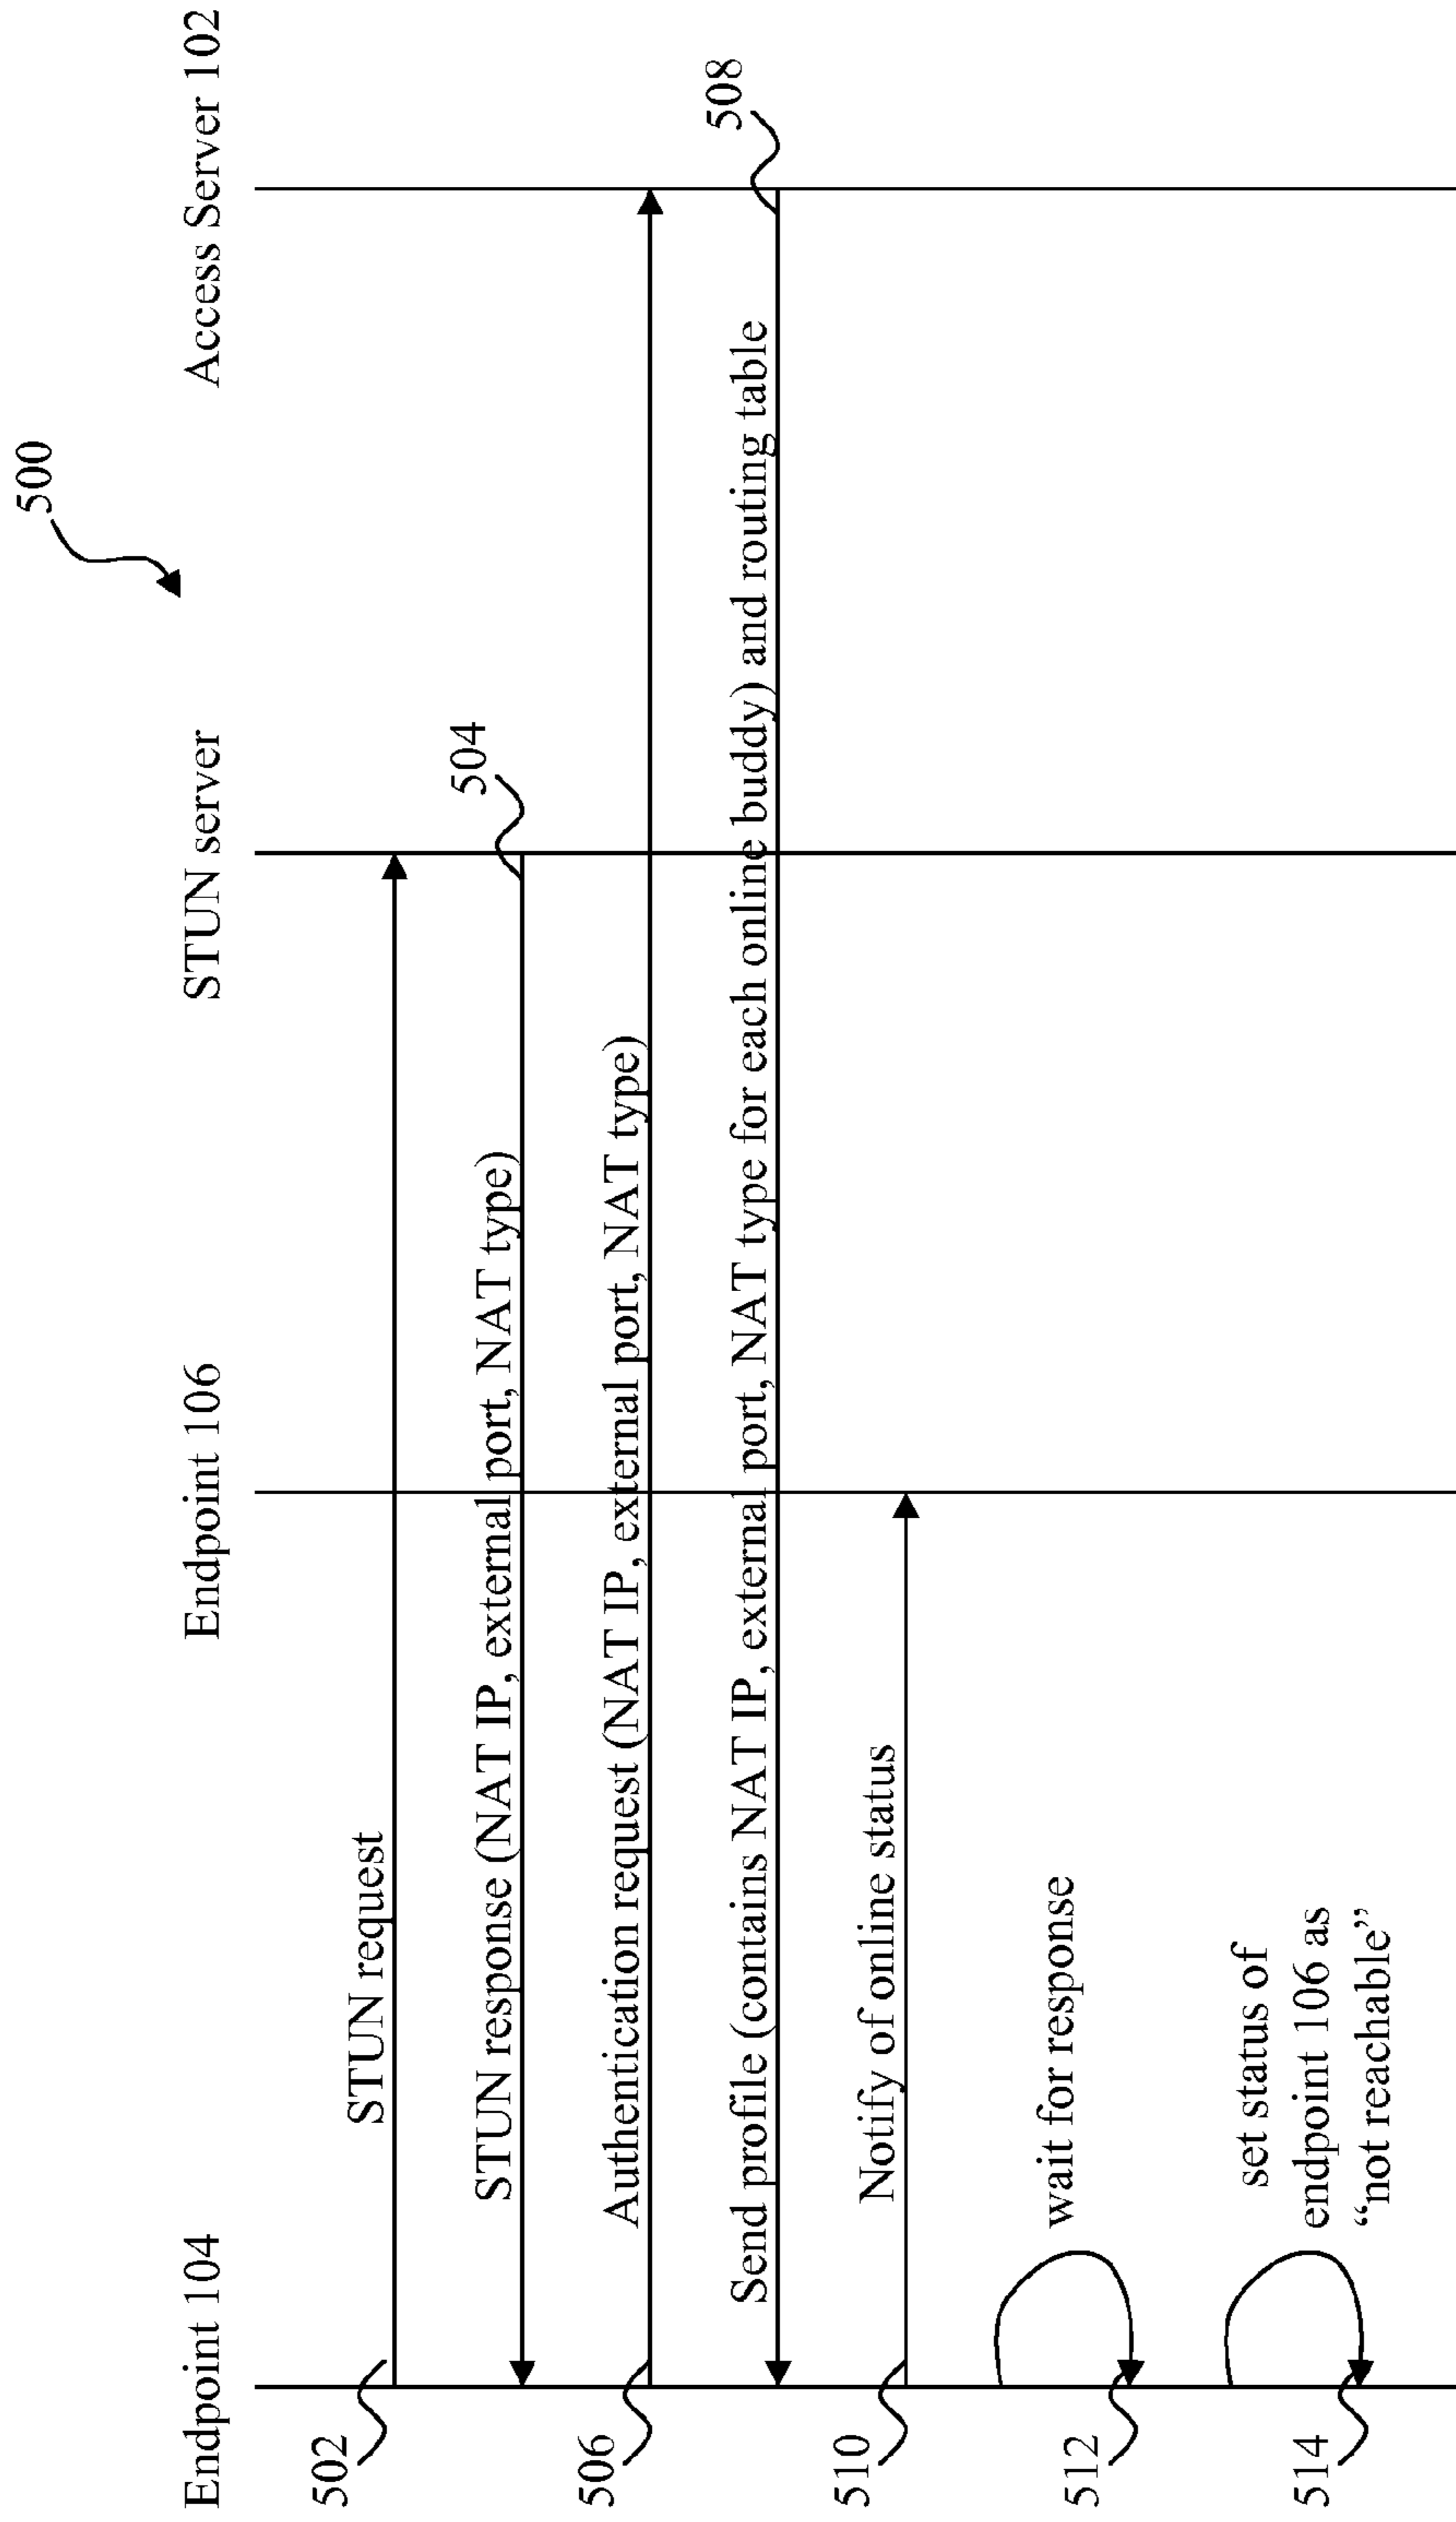 500
Endpoint 104
Endpoint 106
STUN server
Access Server 102
502
STUN request
504
STUN response (NAT IP, external port, NAT type)
506
Authentication request (NAT IP, external port, NAT type)
508
Send profile (contains NAT IP, external port, NAT type for each online buddy) and routing table
510
Notify of online status
512
wait for response
514
set status of
endpoint 106 as
“not reachable”